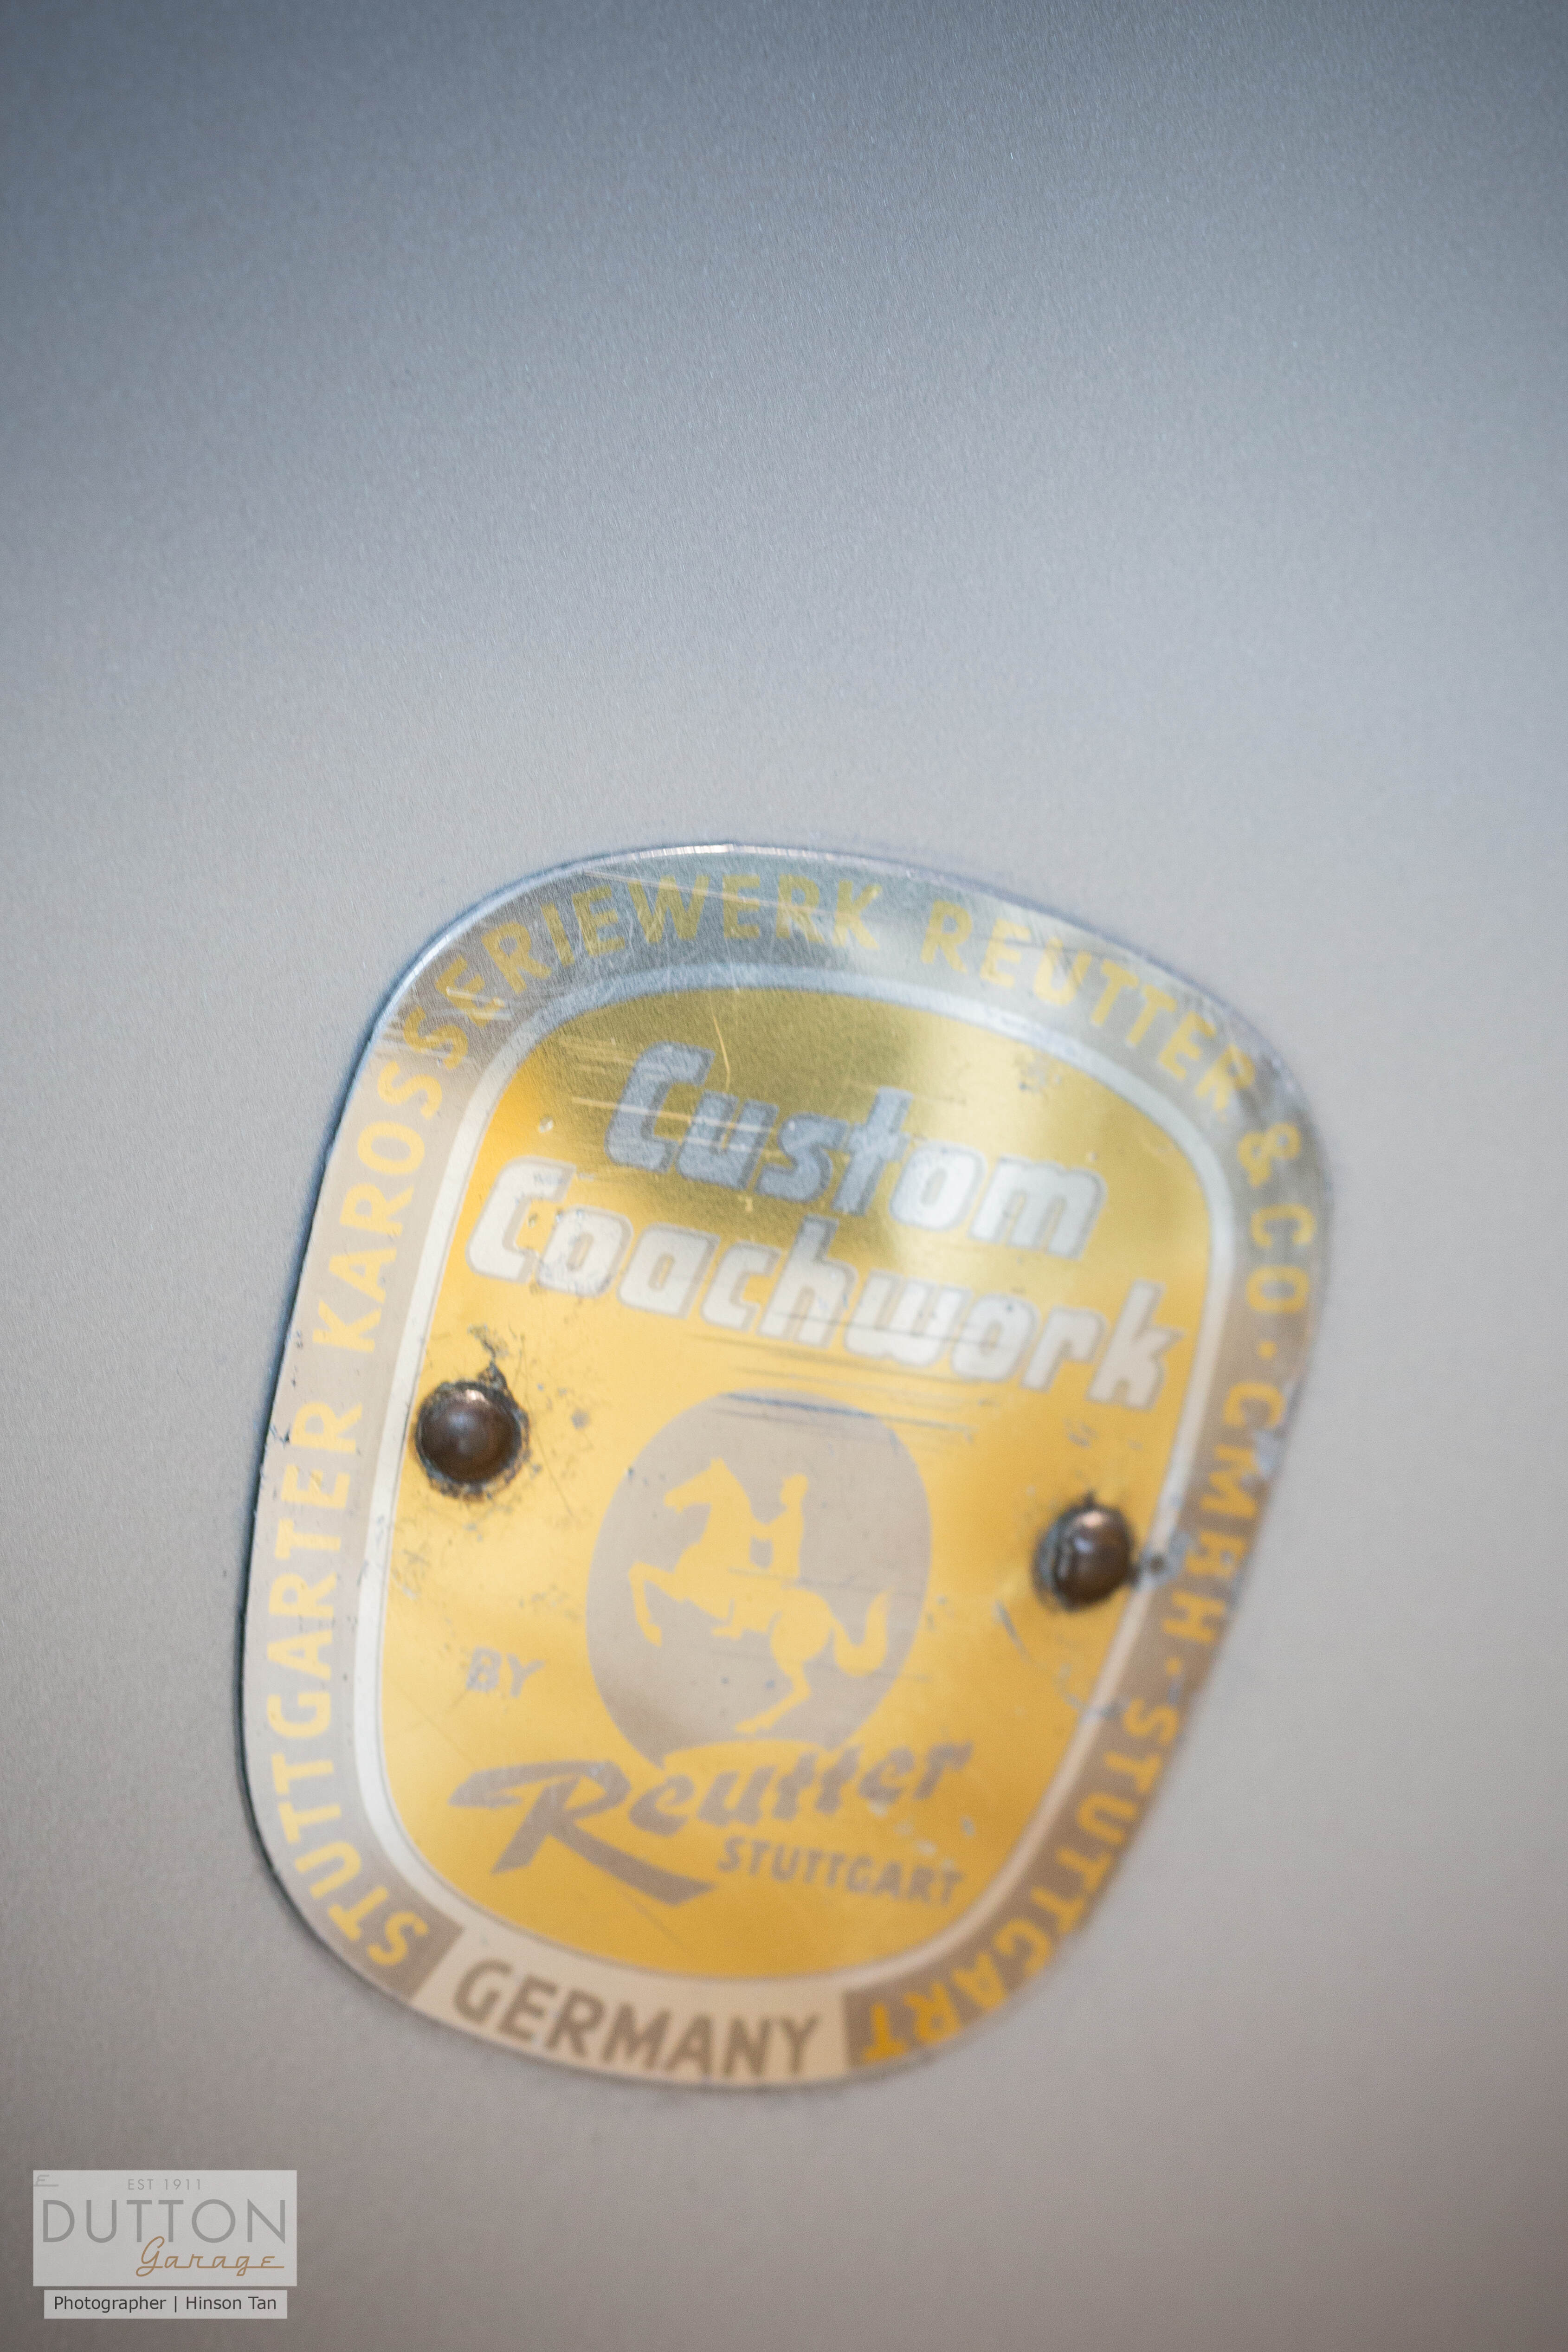 STUTTGARTER KAROSSERIEWERK REUTTER & CO · GMBH · STUTTGART
Custom
Coachwork
BY
Reutter
STUTTGART
GERMANY
EST 1911
DUTTON
Garage
Photographer | Hinson Tan